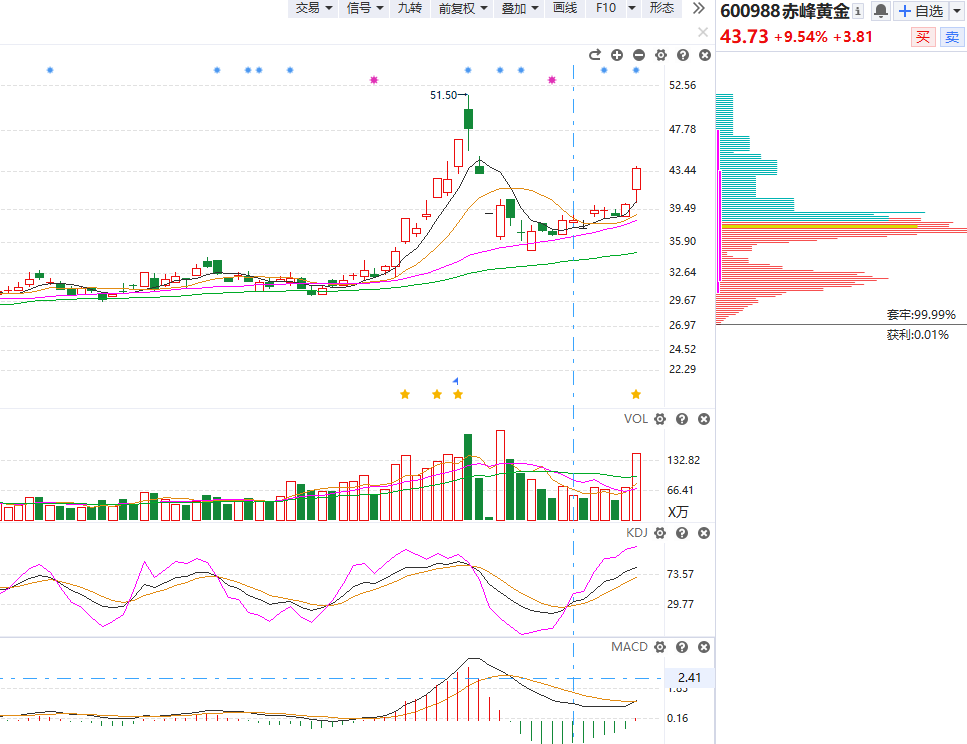 交易 信号 九转 前复权 叠加 画线 F10 形态
600988赤峰黄金 自选
43.73 +9.54% +3.81 买 卖
52.56
51.50
47.78
43.44
39.49
35.90
32.64
29.67
26.97
套牢:99.99%
获利:0.01%
24.52
22.29
VOL
132.82
66.41
X万
KDJ
73.57
29.77
MACD
2.41
1.65
0.16